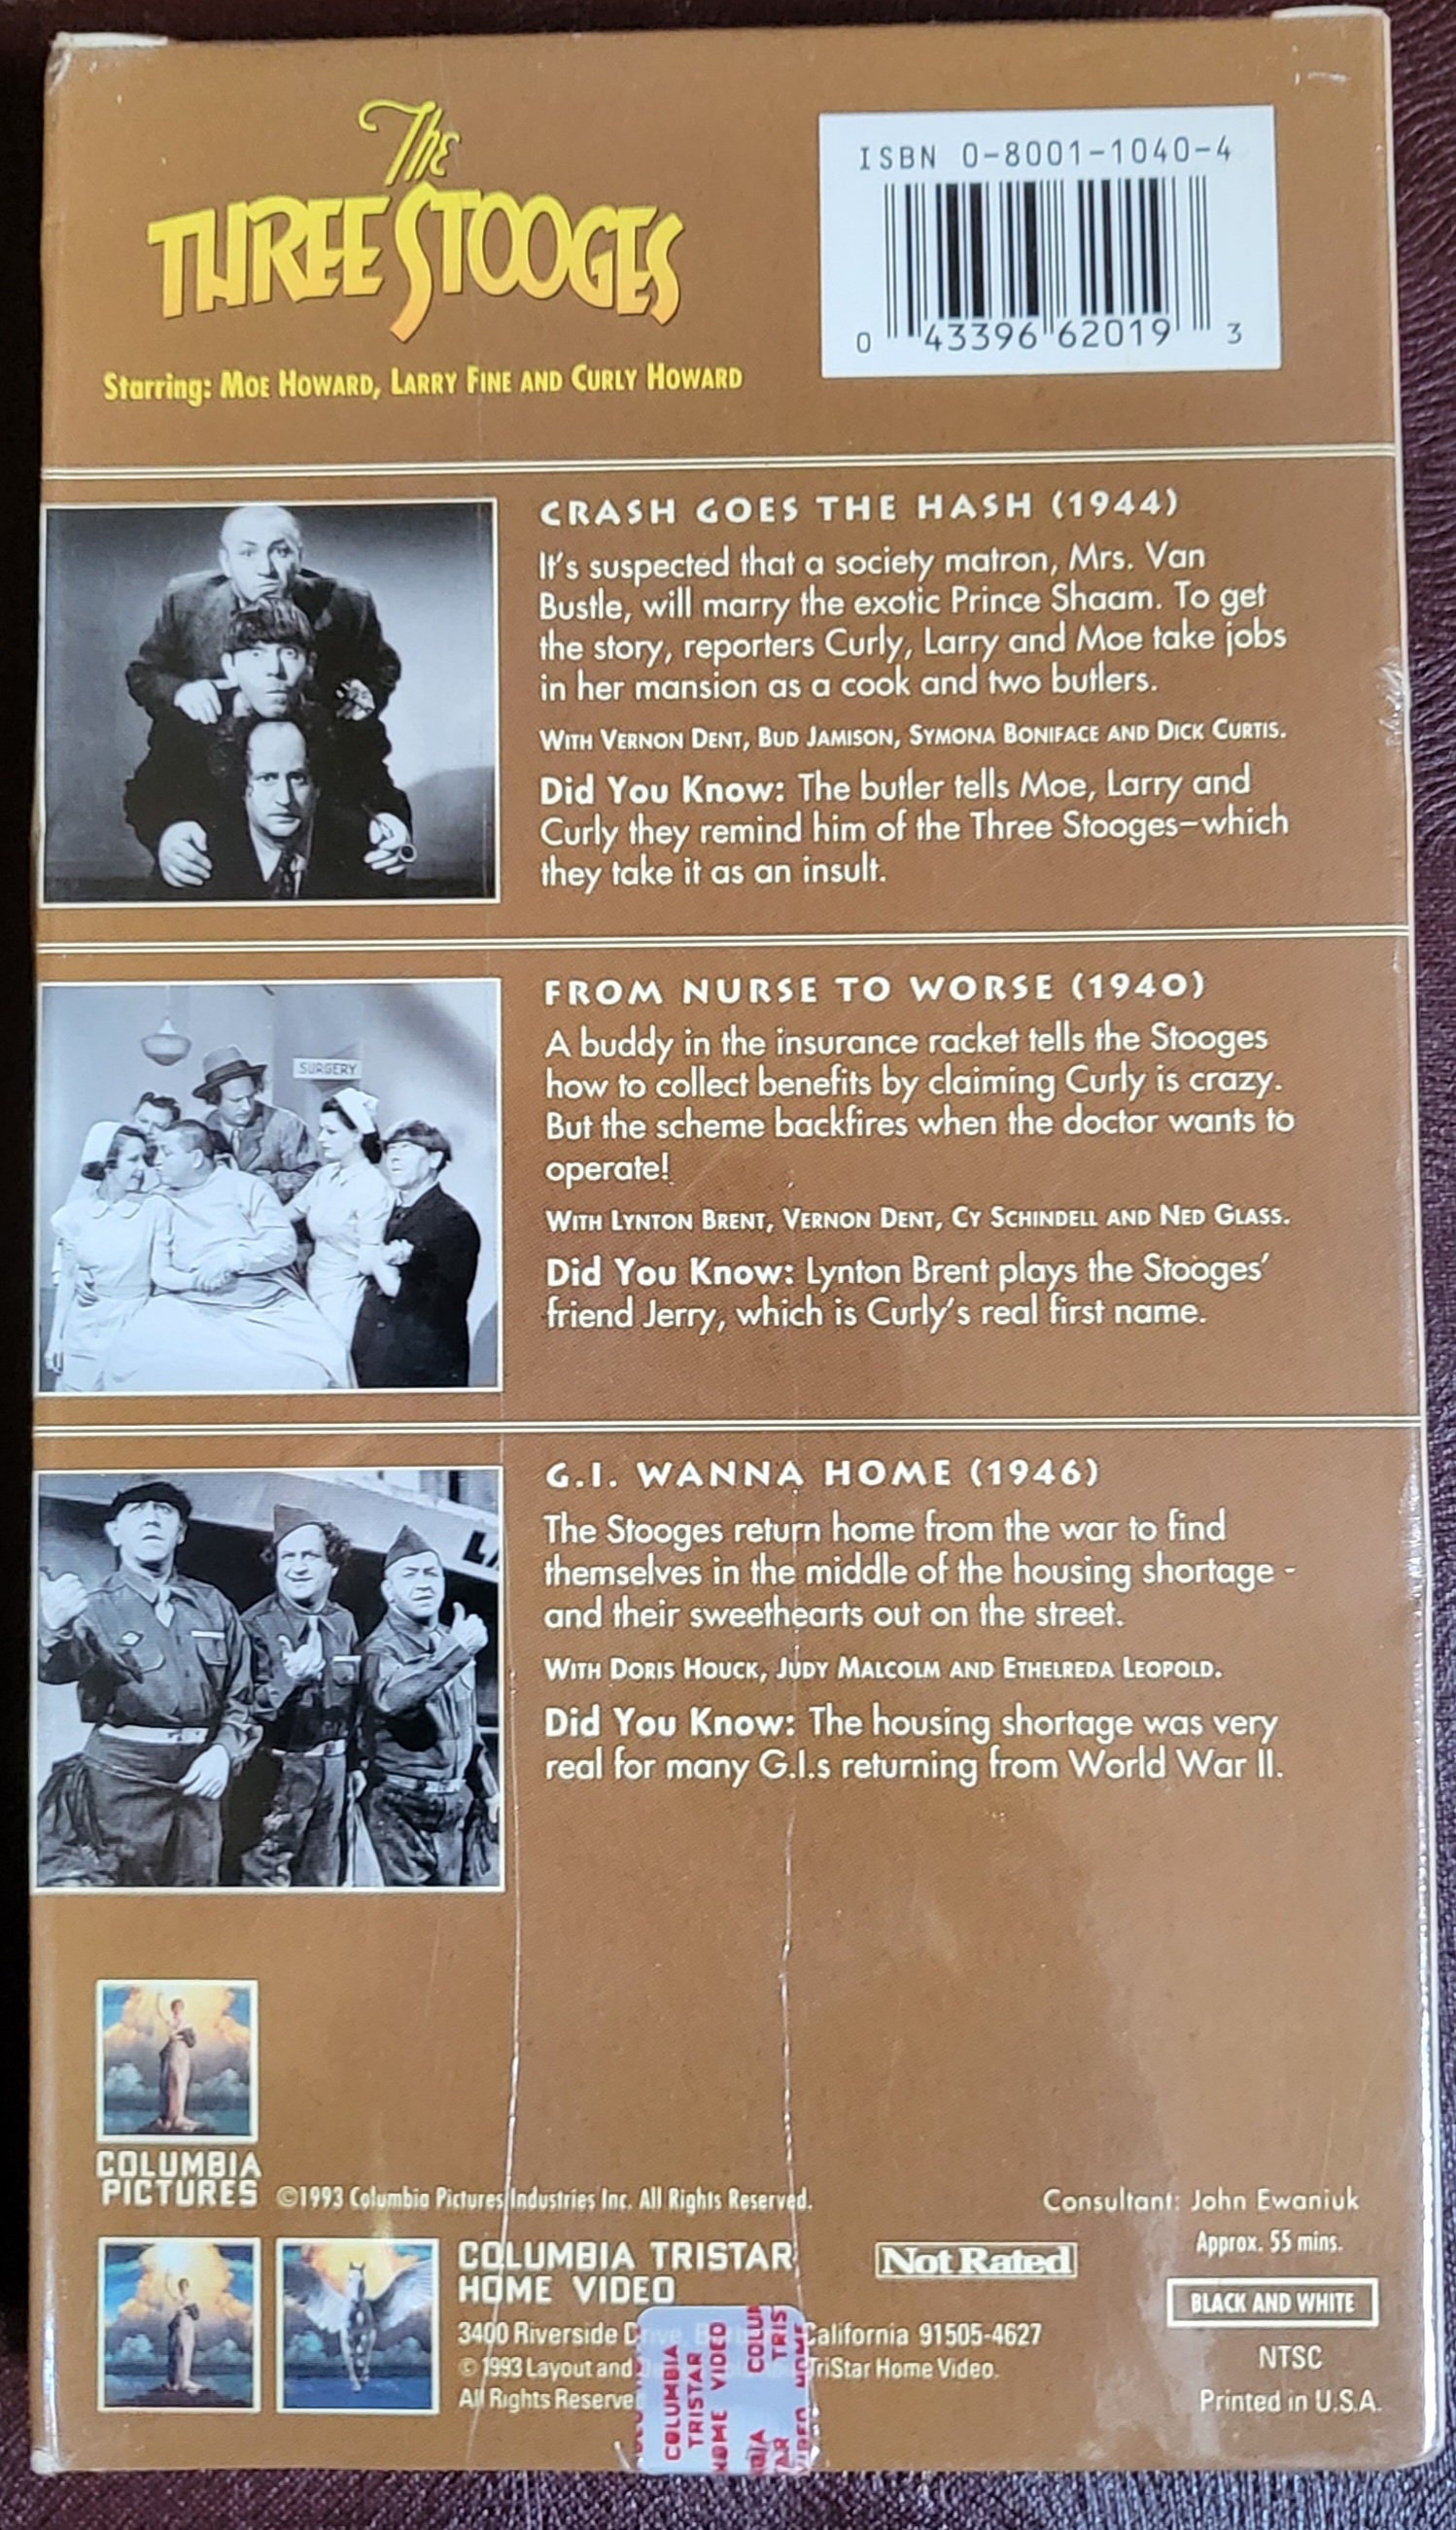 The
THREE STOOGES
Starring: MOE HOWARD, LARRY FINE AND CURLY HOWARD
ISBN 0-8001-1040-4
0 43396 62019 3
CRASH GOES THE HASH (1944)
It's suspected that a society matron, Mrs. Van
Bustle, will marry the exotic Prince Shaam. To get
the story, reporters Curly, Larry and Moe take jobs
in her mansion as a cook and two butlers.
WITH VERNON DENT, BUD JAMISON, SYMONA BONIFACE AND DICK CURTIS.
Did You Know: The butler tells Moe, Larry and
Curly they remind him of the Three Stooges–which
they take it as an insult.
SURGERY
FROM NURSE TO WORSE (1940)
A buddy in the insurance racket tells the Stooges
how to collect benefits by claiming Curly is crazy.
But the scheme backfires when the doctor wants to
operate!
WITH LYNTON BRENT, VERNON DENT, CY SCHINDELL AND NED GLASS.
Did You Know: Lynton Brent plays the Stooges'
friend Jerry, which is Curly's real first name.
G.I. WANNA HOME (1946)
The Stooges return home from the war to find
themselves in the middle of the housing shortage -
and their sweethearts out on the street.
WITH DORIS HOUCK, JUDY MALCOLM AND ETHELREDA LEOPOLD.
Did You Know: The housing shortage was very
real for many G.I.s returning from World War II.
COLUMBIA
PICTURES
©1993 Columbia Pictures Industries Inc. All Rights Reserved.
Consultant: John Ewaniuk
Approx. 55 mins.
COLUMBIA TRISTAR
HOME VIDEO
Not Rated
BLACK AND WHITE
3400 Riverside California 91505-4627
©1993 Layout and TriStar Home Video.
All Rights Reserve
NTSC
Printed in U.S.A.
COLUMBIA
TRISTAR
HOME VIDEO